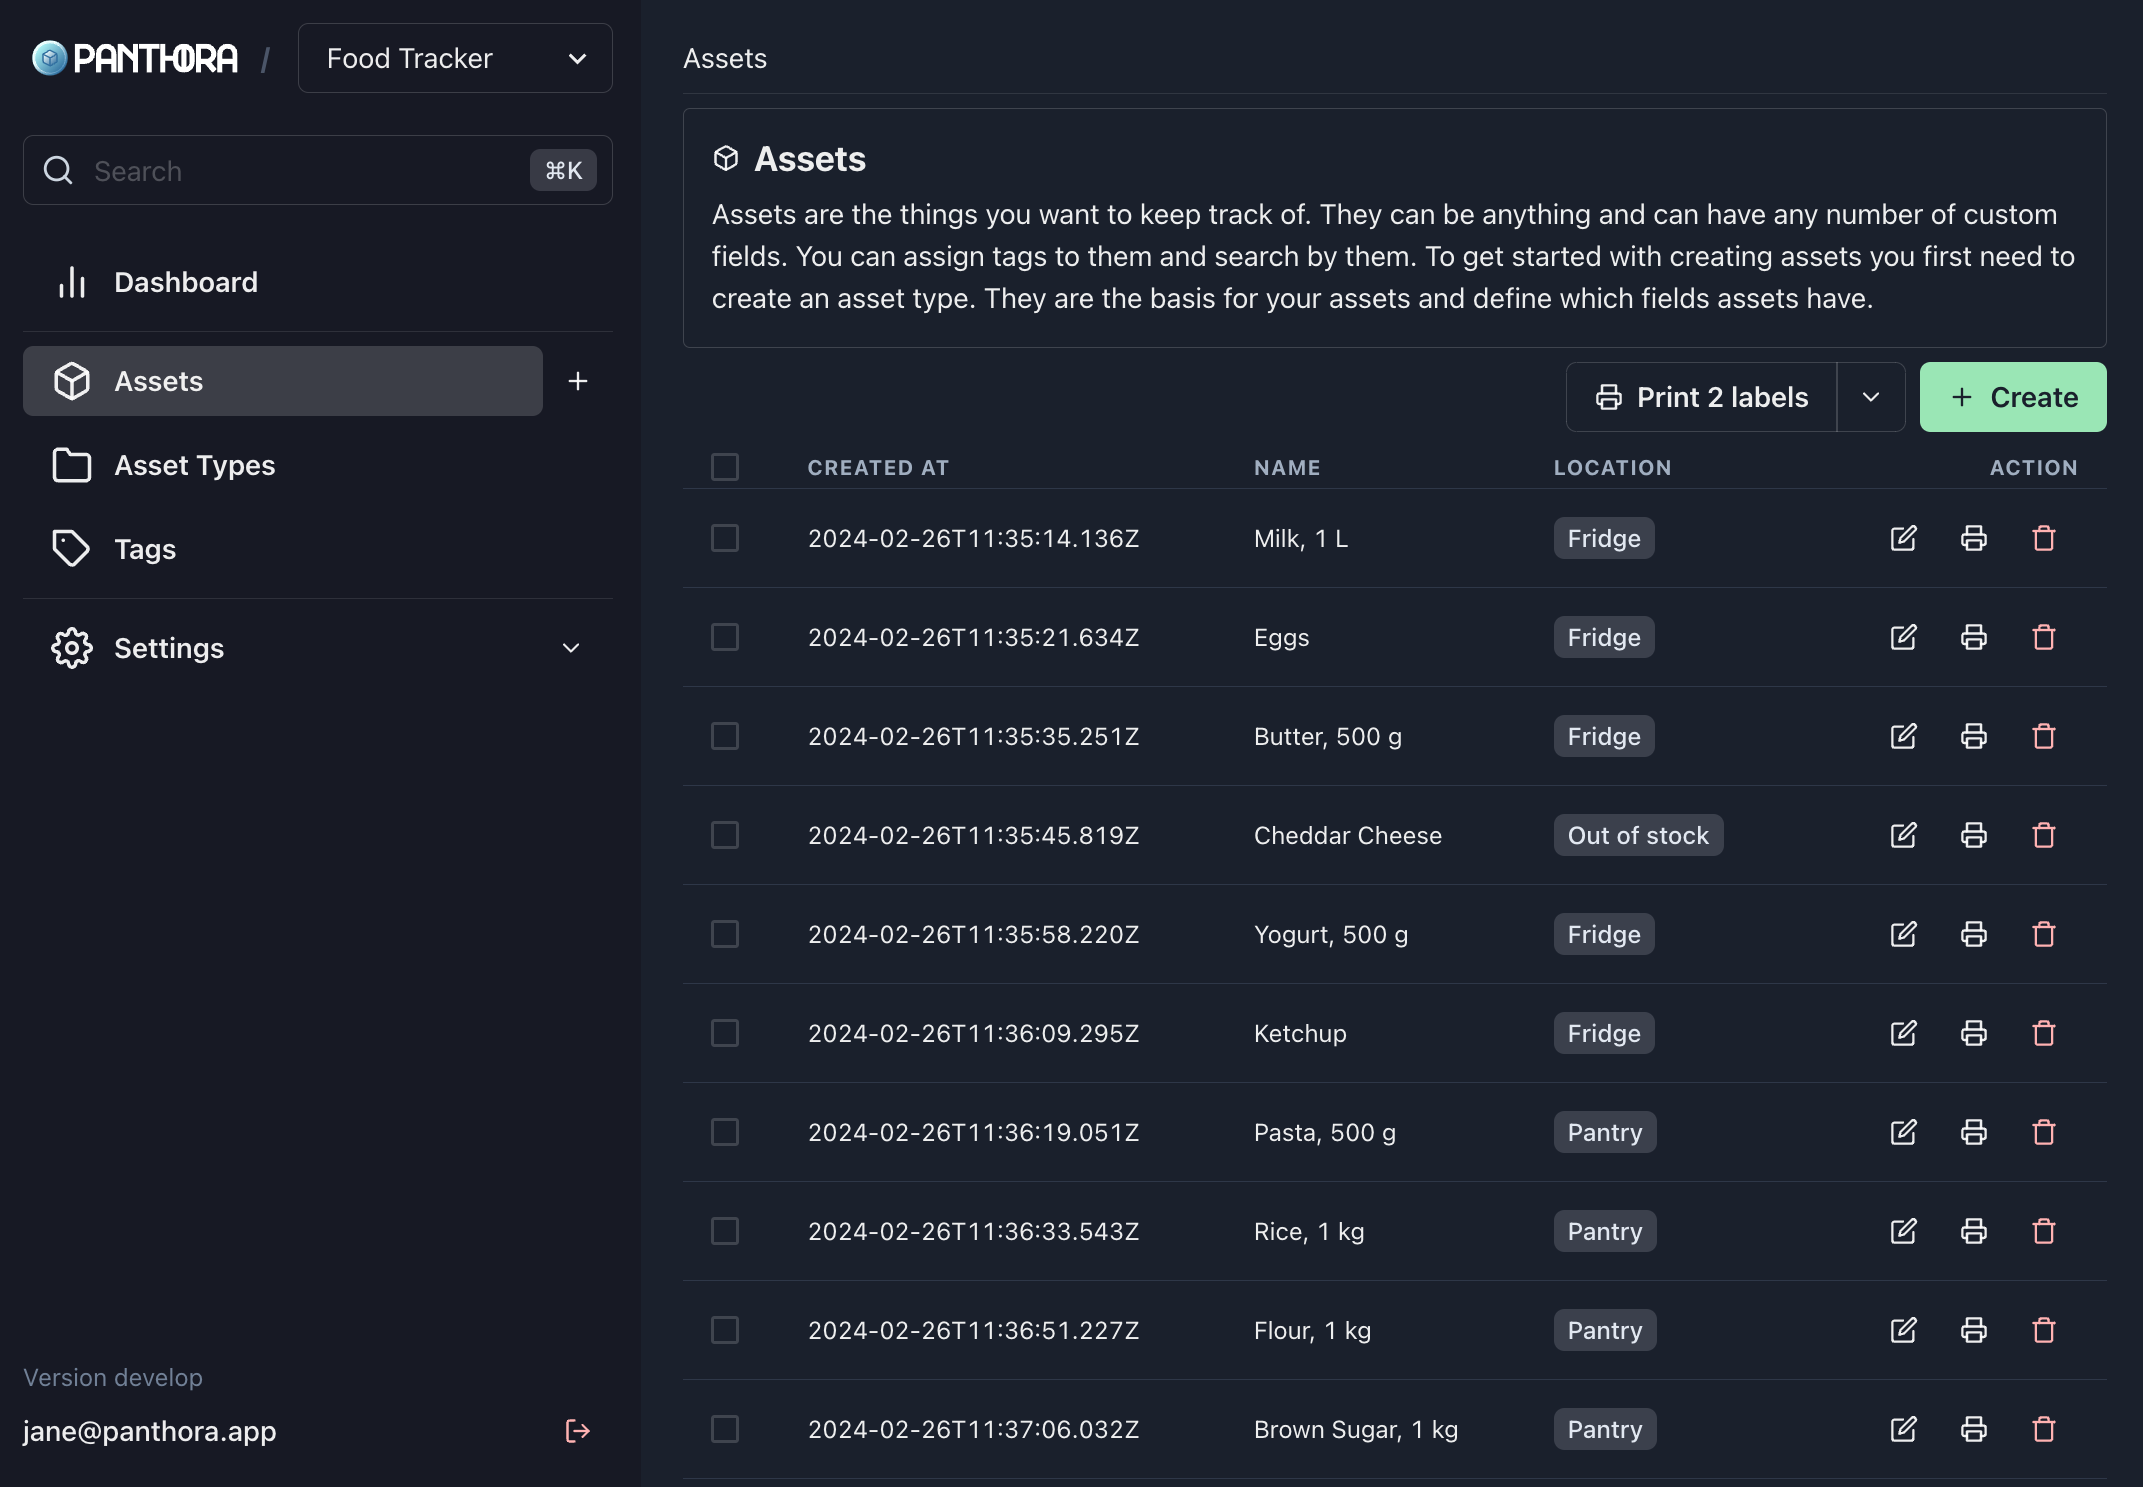 PANTHORA / Food Tracker
Search ⌘K
Dashboard
Assets
Asset Types
Tags
Settings
Version develop
jane@panthora.app
Assets
Assets
Assets are the things you want to keep track of. They can be anything and can have any number of custom
fields. You can assign tags to them and search by them. To get started with creating assets you first need to
create an asset type. They are the basis for your assets and define which fields assets have.
Print 2 labels + Create
CREATED AT NAME LOCATION ACTION
2024-02-26T11:35:14.136Z Milk, 1 L Fridge
2024-02-26T11:35:21.634Z Eggs Fridge
2024-02-26T11:35:35.251Z Butter, 500 g Fridge
2024-02-26T11:35:45.819Z Cheddar Cheese Out of stock
2024-02-26T11:35:58.220Z Yogurt, 500 g Fridge
2024-02-26T11:36:09.295Z Ketchup Fridge
2024-02-26T11:36:19.051Z Pasta, 500 g Pantry
2024-02-26T11:36:33.543Z Rice, 1 kg Pantry
2024-02-26T11:36:51.227Z Flour, 1 kg Pantry
2024-02-26T11:37:06.032Z Brown Sugar, 1 kg Pantry